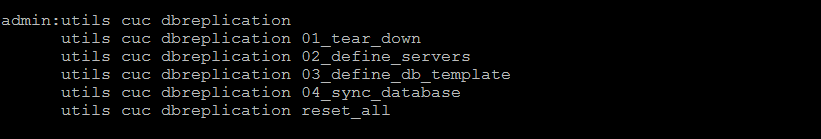 admin:utils cuc dbreplication
utils cuc dbreplication 01_tear_down
utils cuc dbreplication 02_define_servers
utils cuc dbreplication 03_define_db_template
utils cuc dbreplication 04_sync_database
utils cuc dbreplication reset_all